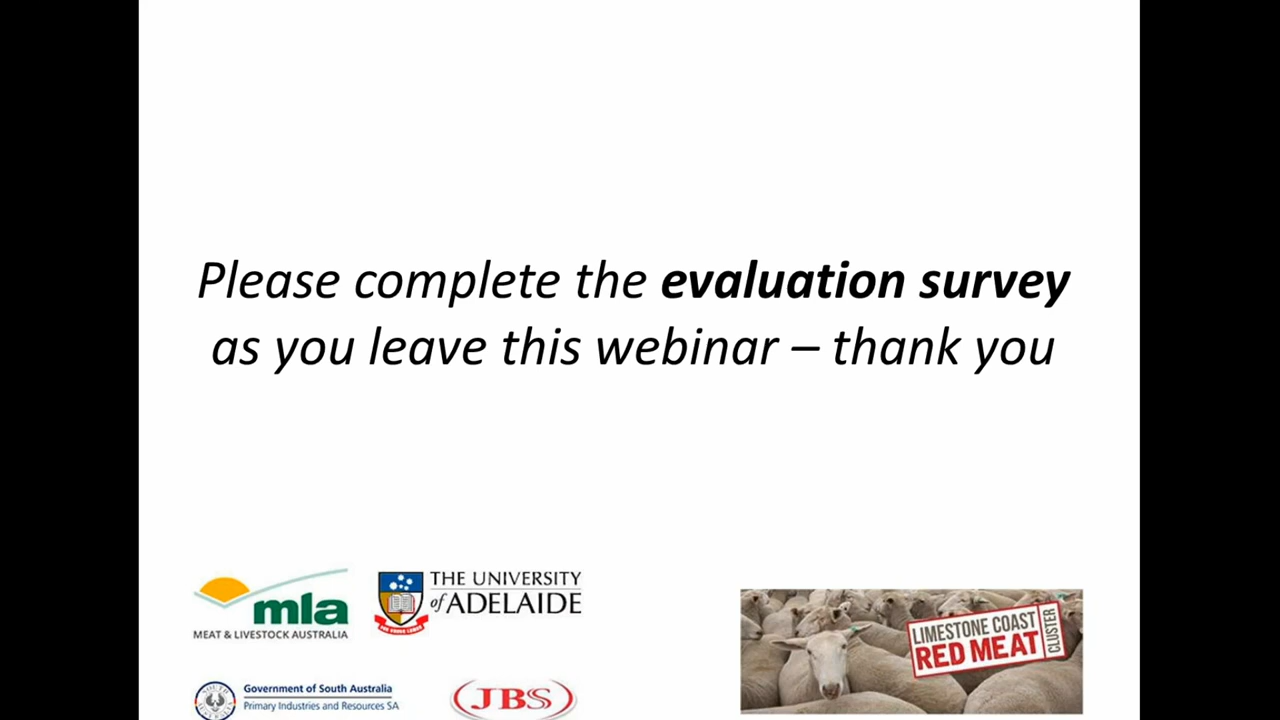 Please complete the evaluation survey
as you leave this webinar – thank you
mla
MEAT & LIVESTOCK AUSTRALIA
THE UNIVERSITY
of ADELAIDE
Government of South Australia
Primary Industries and Resources SA
JBS
LIMESTONE COAST
RED MEAT
CLUSTER